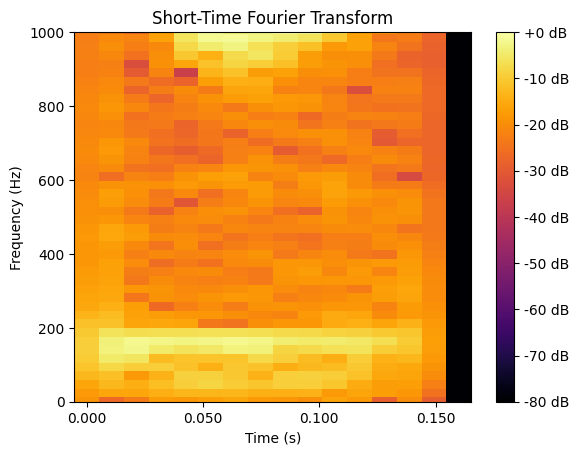 Short-Time Fourier Transform
1000
800
600
400
200
0
Frequency (Hz)
0.000
0.050
0.100
0.150
Time (s)
+0 dB
-10 dB
-20 dB
-30 dB
-40 dB
-50 dB
-60 dB
-70 dB
-80 dB